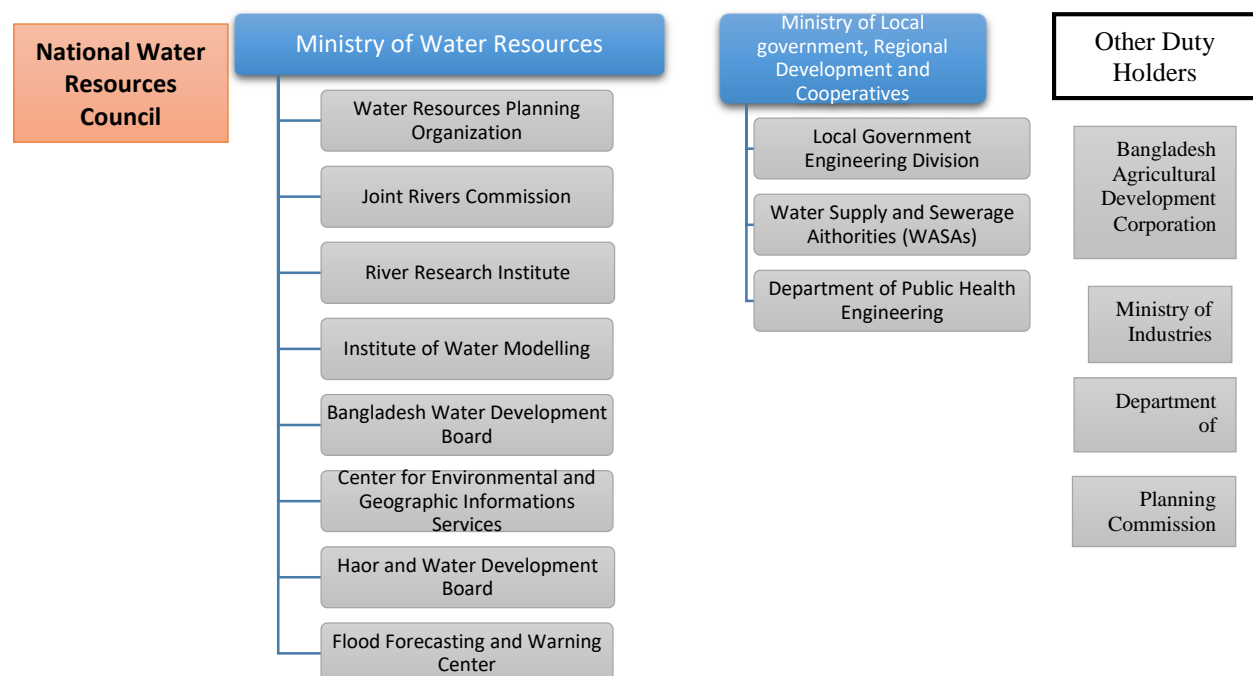 National Water
Resources
Council
Ministry of Water Resources
Water Resources Planning
Organization
Joint Rivers Commission
River Research Institute
Institute of Water Modelling
Bangladesh Water Development
Board
Center for Environmental and
Geographic Informations
Services
Haor and Water Development
Board
Flood Forecasting and Warning
Center
Ministry of Local
government, Regional
Development and
Cooperatives
Local Government
Engineering Division
Water Supply and Sewerage
Aithorities (WASAs)
Department of Public Health
Engineering
Other Duty
Holders
Bangladesh
Agricultural
Development
Corporation
Ministry of
Industries
Department
of
Planning
Commission